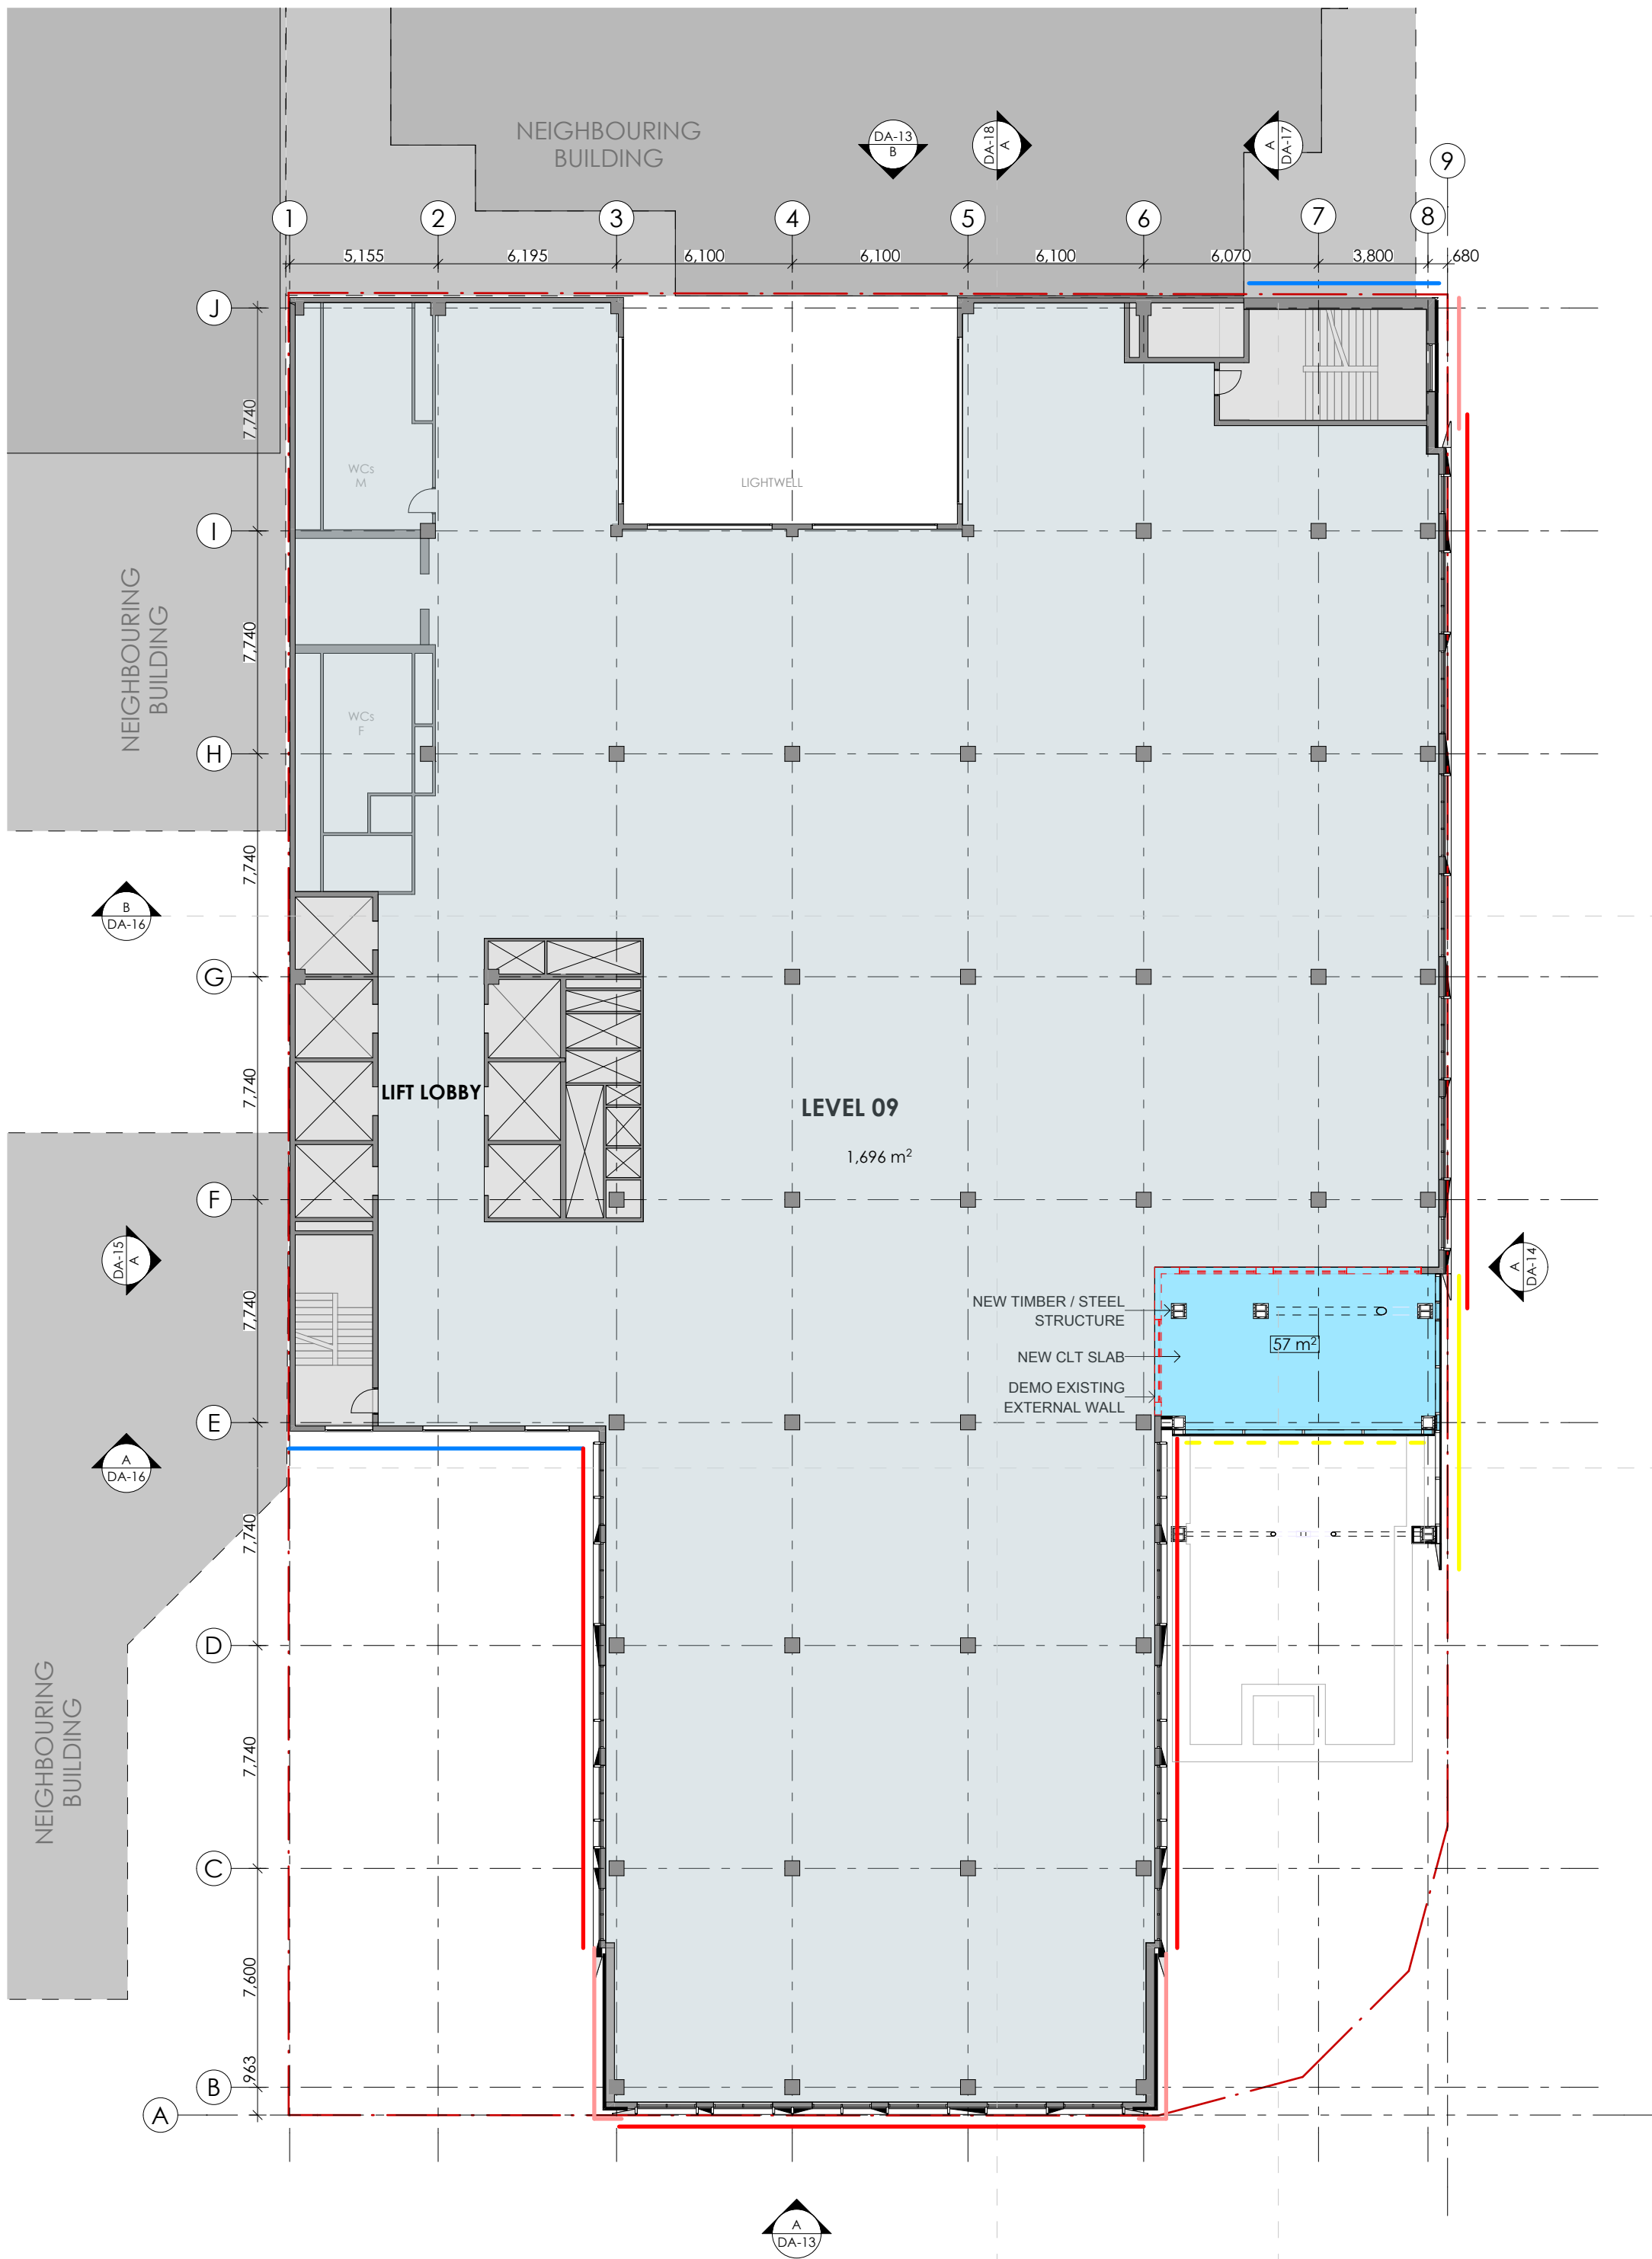 NEIGHBOURING
BUILDING
DA-13
B
DA-18
A
A
DA-17
9
1
2
3
4
5
6
7
8
5,155
6,195
6,100
6,100
6,100
6,070
3,800
680
J
7,740
WCs
M
LIGHTWELL
I
NEIGHBOURING
BUILDING
7,740
WCs
F
H
7,740
B
DA-16
G
7,740
LIFT LOBBY
LEVEL 09
1,696 m²
F
DA-15
A
A
DA-14
7,740
NEW TIMBER / STEEL
STRUCTURE
57 m²
NEW CLT SLAB
DEMO EXISTING
EXTERNAL WALL
E
A
DA-16
7,740
D
NEIGHBOURING
BUILDING
7,740
C
7,600
963
B
A
A
DA-13